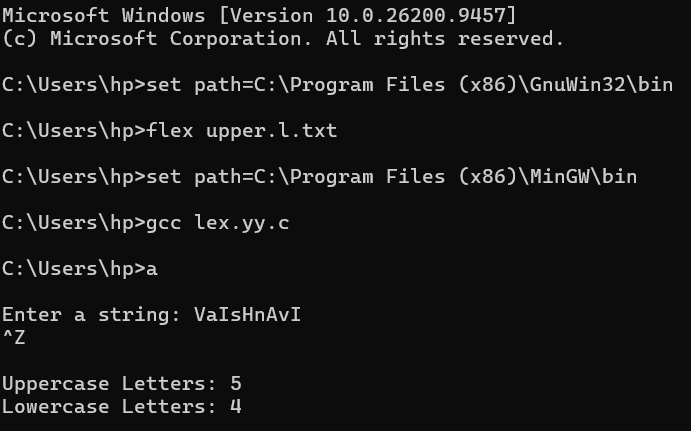 Microsoft Windows [Version 10.0.26200.9457]
(c) Microsoft Corporation. All rights reserved.
C:\Users\hp>set path=C:\Program Files (x86)\GnuWin32\bin
C:\Users\hp>flex upper.l.txt
C:\Users\hp>set path=C:\Program Files (x86)\MinGW\bin
C:\Users\hp>gcc lex.yy.c
C:\Users\hp>a
Enter a string: VaIsHnAvI
^Z
Uppercase Letters: 5
Lowercase Letters: 4